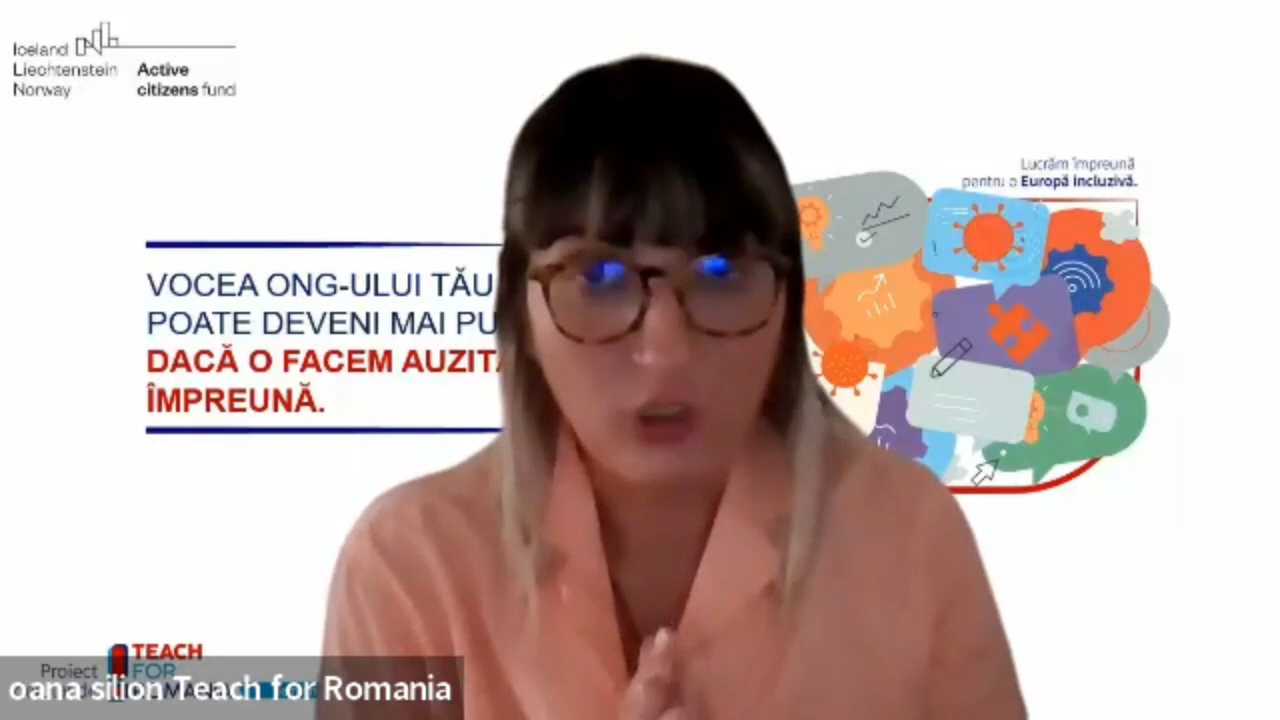 Iceland
Liechtenstein
Norway
Active
citizens fund
Lucrăm împreună
pentru o Europă incluzivă.
VOCEA ONG-ULUI TĂU
POATE DEVENI MAI PU
DACĂ O FACEM AUZITĂ
ÎMPREUNĂ.
TEACH
Proiect FOR
oana silion Teach for Romania